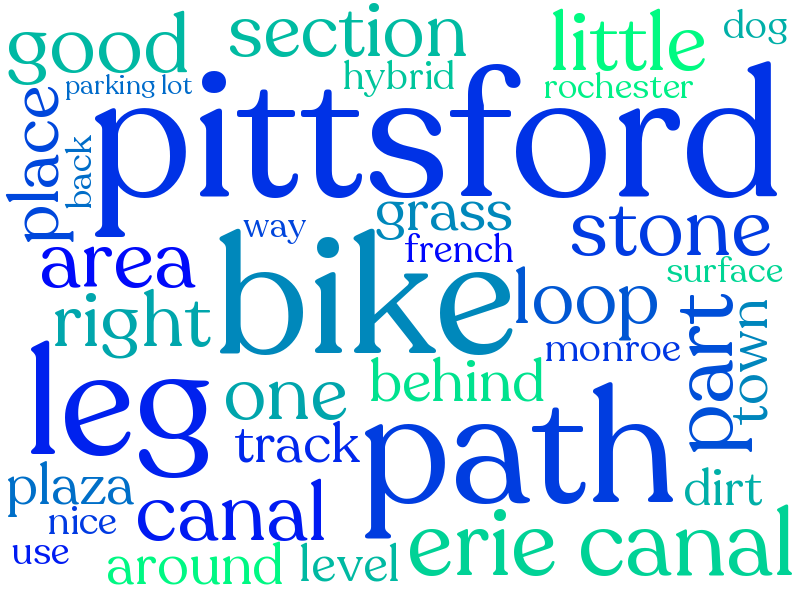 good
section
little
dog
parking lot
hybrid
rochester
pittsford
place
back
way
grass
french
stone
area
bike
surface
right
loop
monroe
part
town
leg
one
behind
path
track
plaza
canal
dirt
nice
erie canal
use
around
level